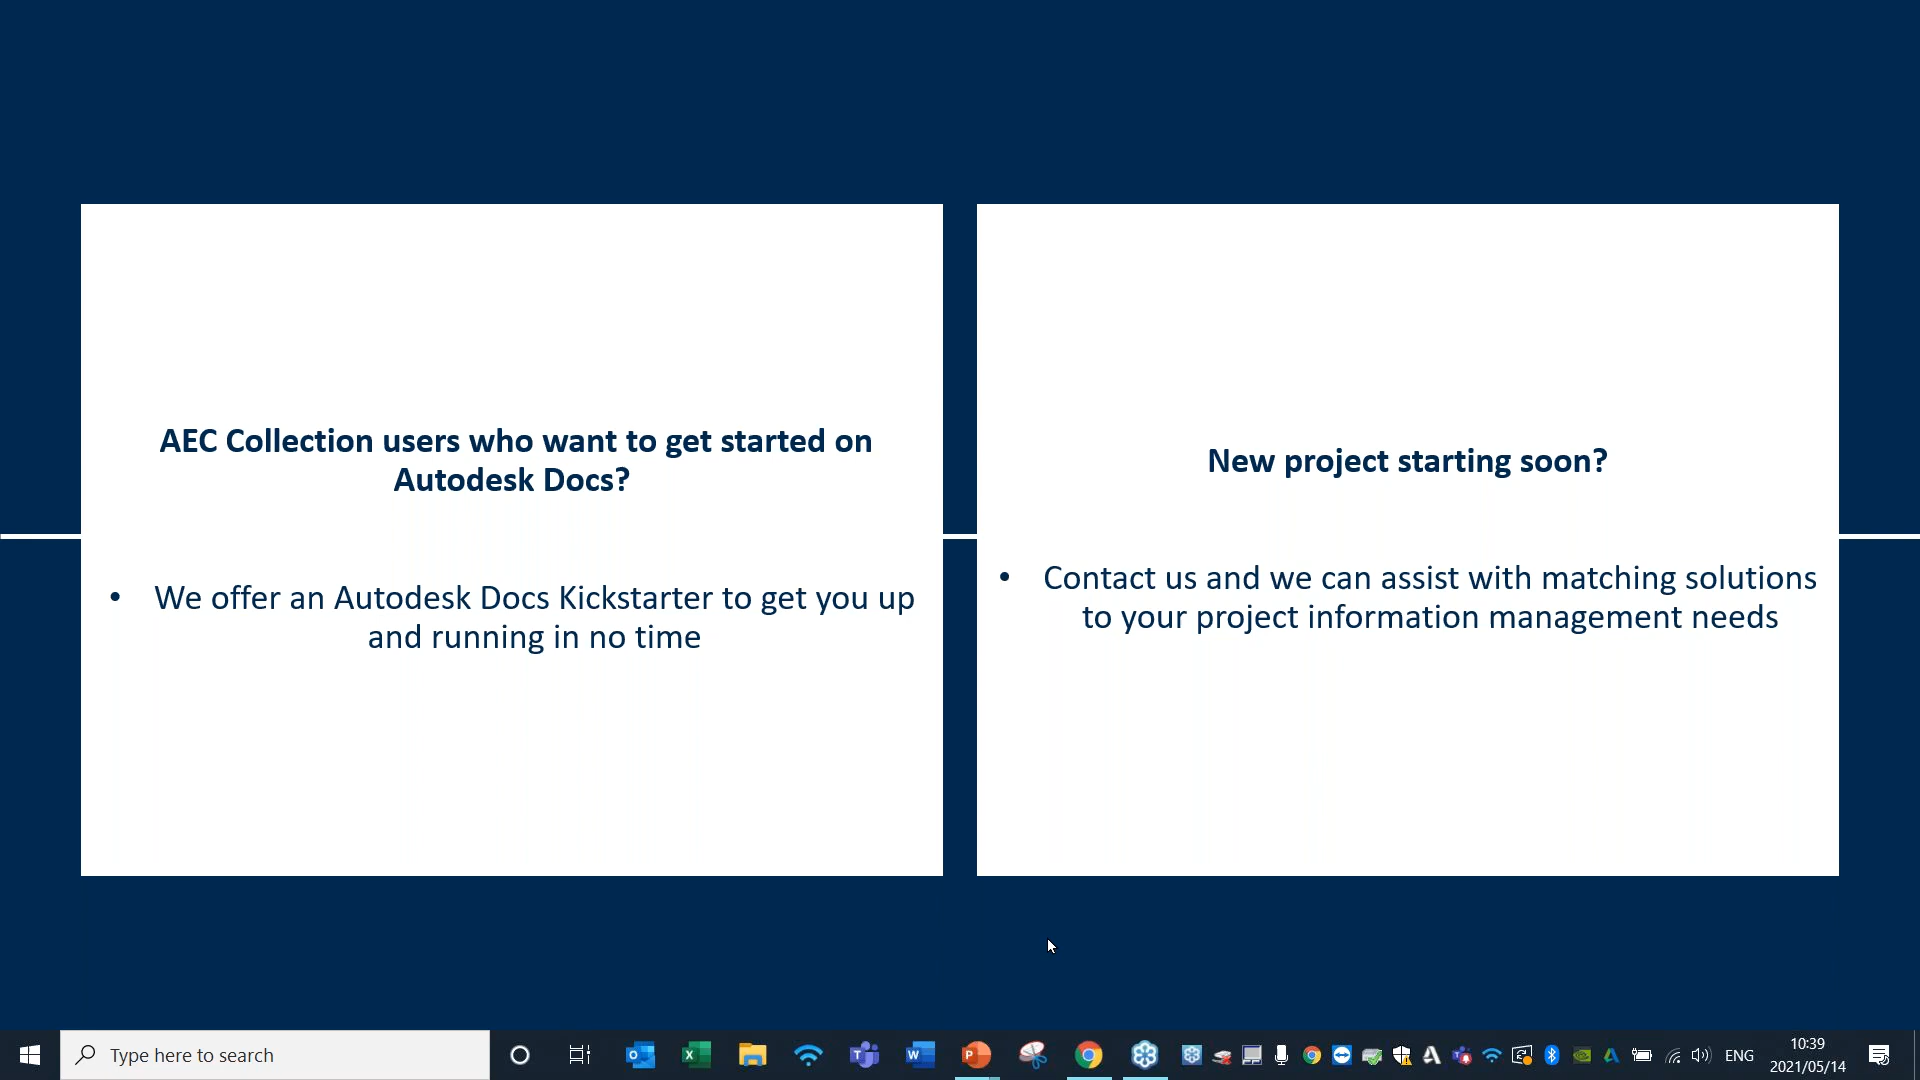 AEC Collection users who want to get started on
Autodesk Docs?
• We offer an Autodesk Docs Kickstarter to get you up
and running in no time
New project starting soon?
• Contact us and we can assist with matching solutions
to your project information management needs
Type here to search
ENG
10:39
2021/05/14